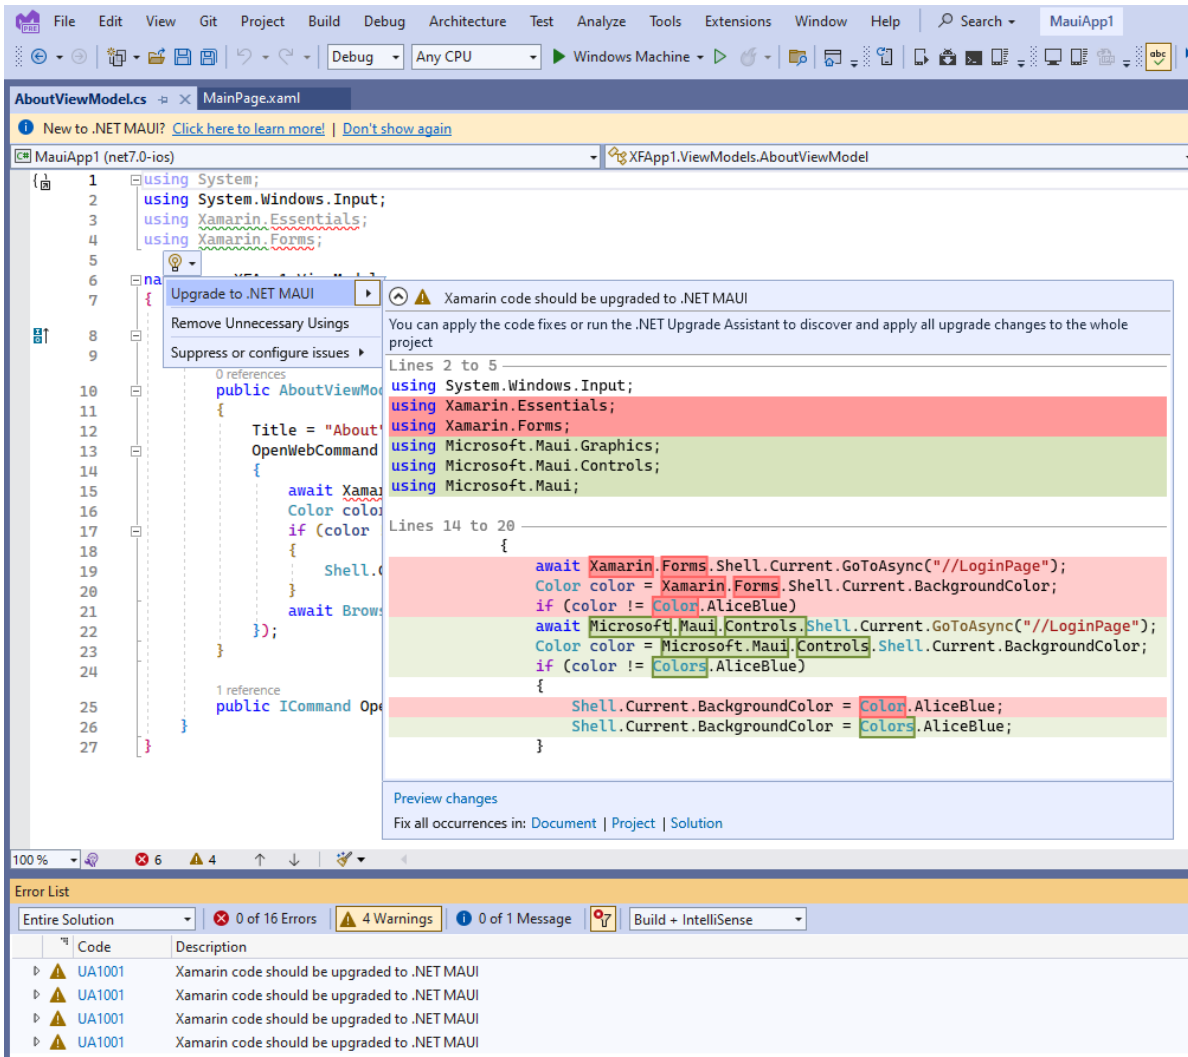 File Edit View Git Project Build Debug Architecture Test Analyze Tools Extensions Window Help Search MauiApp1
PRE
Debug Any CPU Windows Machine abc
AboutViewModel.cs MainPage.xaml
New to .NET MAUI? Click here to learn more! | Don't show again
C# MauiApp1 (net7.0-ios) XFApp1.ViewModels.AboutViewModel
1 using System;
2 using System.Windows.Input;
3 using Xamarin.Essentials;
4 using Xamarin.Forms;
5
6 na
7 {
8
9
Upgrade to .NET MAUI
Remove Unnecessary Usings
Suppress or configure issues
0 references
10 public AboutViewMod
11 {
12 Title = "About"
13 OpenWebCommand
14 {
15 await Xamar
16 Color color
17 if (color
18 {
19 Shell.C
20 }
21 await Brows
22 });
23 }
24
1 reference
25 public ICommand Ope
26 }
27 }
Xamarin code should be upgraded to .NET MAUI
You can apply the code fixes or run the .NET Upgrade Assistant to discover and apply all upgrade changes to the whole
project
Lines 2 to 5
using System.Windows.Input;
using Xamarin.Essentials;
using Xamarin.Forms;
using Microsoft.Maui.Graphics;
using Microsoft.Maui.Controls;
using Microsoft.Maui;
Lines 14 to 20
{
await Xamarin.Forms.Shell.Current.GoToAsync("//LoginPage");
Color color = Xamarin.Forms.Shell.Current.BackgroundColor;
if (color != Color.AliceBlue)
await Microsoft.Maui.Controls.Shell.Current.GoToAsync("//LoginPage");
Color color = Microsoft.Maui.Controls.Shell.Current.BackgroundColor;
if (color != Colors.AliceBlue)
{
Shell.Current.BackgroundColor = Color.AliceBlue;
Shell.Current.BackgroundColor = Colors.AliceBlue;
}
Preview changes
Fix all occurrences in: Document | Project | Solution
100 % 6 4
Error List
Entire Solution 0 of 16 Errors 4 Warnings 0 of 1 Message Build + IntelliSense
Code Description
UA1001 Xamarin code should be upgraded to .NET MAUI
UA1001 Xamarin code should be upgraded to .NET MAUI
UA1001 Xamarin code should be upgraded to .NET MAUI
UA1001 Xamarin code should be upgraded to .NET MAUI